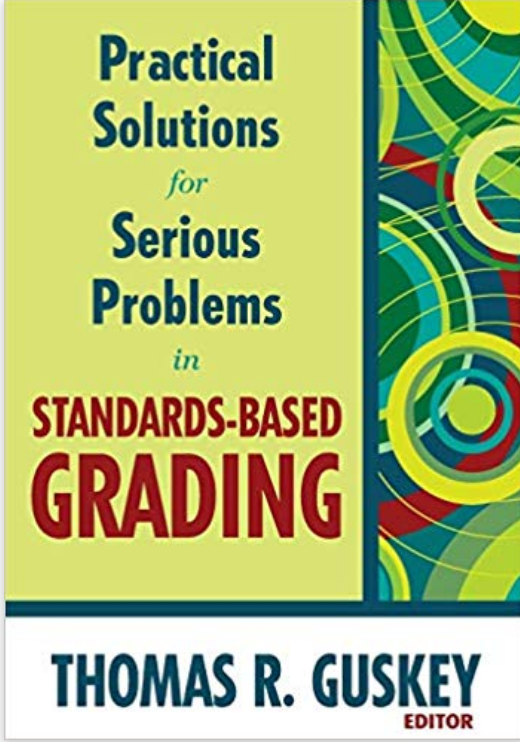 Practical
Solutions
for
Serious
Problems
in
STANDARDS-BASED
GRADING
THOMAS R. GUSKEY
EDITOR